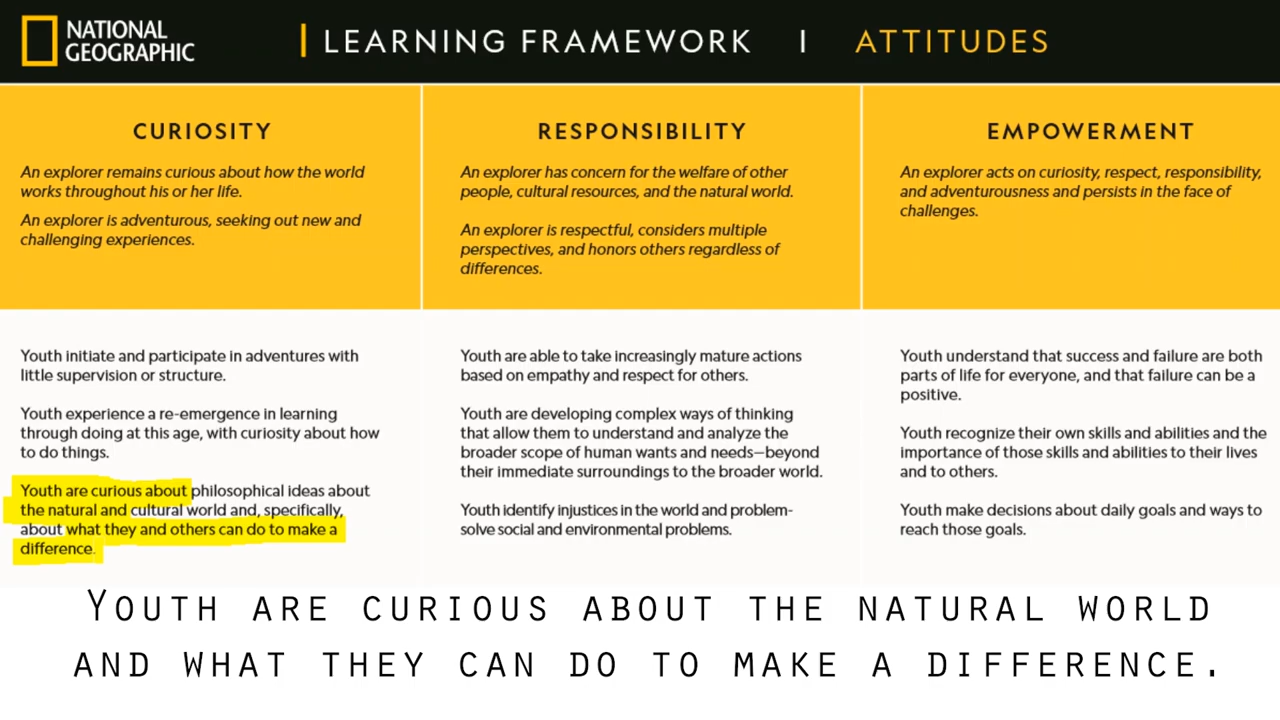 NATIONAL
GEOGRAPHIC
LEARNING FRAMEWORK I ATTITUDES
CURIOSITY
An explorer remains curious about how the world
works throughout his or her life.
An explorer is adventurous, seeking out new and
challenging experiences.
Youth initiate and participate in adventures with
little supervision or structure.
Youth experience a re-emergence in learning
through doing at this age, with curiosity about how
to do things.
Youth are curious about philosophical ideas about
the natural and cultural world and, specifically,
about what they and others can do to make a
difference.
RESPONSIBILITY
An explorer has concern for the welfare of other
people, cultural resources, and the natural world.
An explorer is respectful, considers multiple
perspectives, and honors others regardless of
differences.
Youth are able to take increasingly mature actions
based on empathy and respect for others.
Youth are developing complex ways of thinking
that allow them to understand and analyze the
broader scope of human wants and needs—beyond
their immediate surroundings to the broader world.
Youth identify injustices in the world and problem-
solve social and environmental problems.
EMPOWERMENT
An explorer acts on curiosity, respect, responsibility,
and adventurousness and persists in the face of
challenges.
Youth understand that success and failure are both
parts of life for everyone, and that failure can be a
positive.
Youth recognize their own skills and abilities and the
importance of those skills and abilities to their lives
and to others.
Youth make decisions about daily goals and ways to
reach those goals.
YOUTH ARE CURIOUS ABOUT THE NATURAL WORLD
AND WHAT THEY CAN DO TO MAKE A DIFFERENCE.